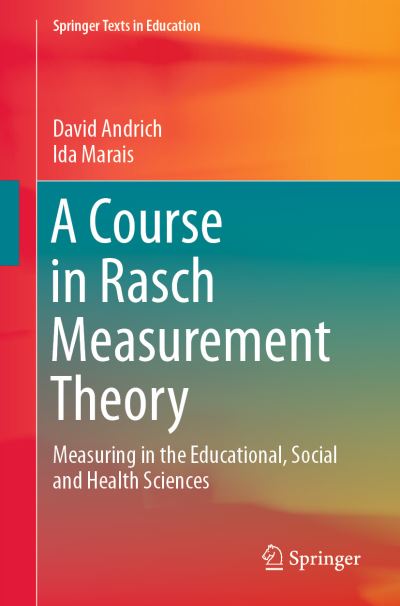 Springer Texts in Education
David Andrich
Ida Marais
A Course
in Rasch
Measurement
Theory
Measuring in the Educational, Social
and Health Sciences
Springer